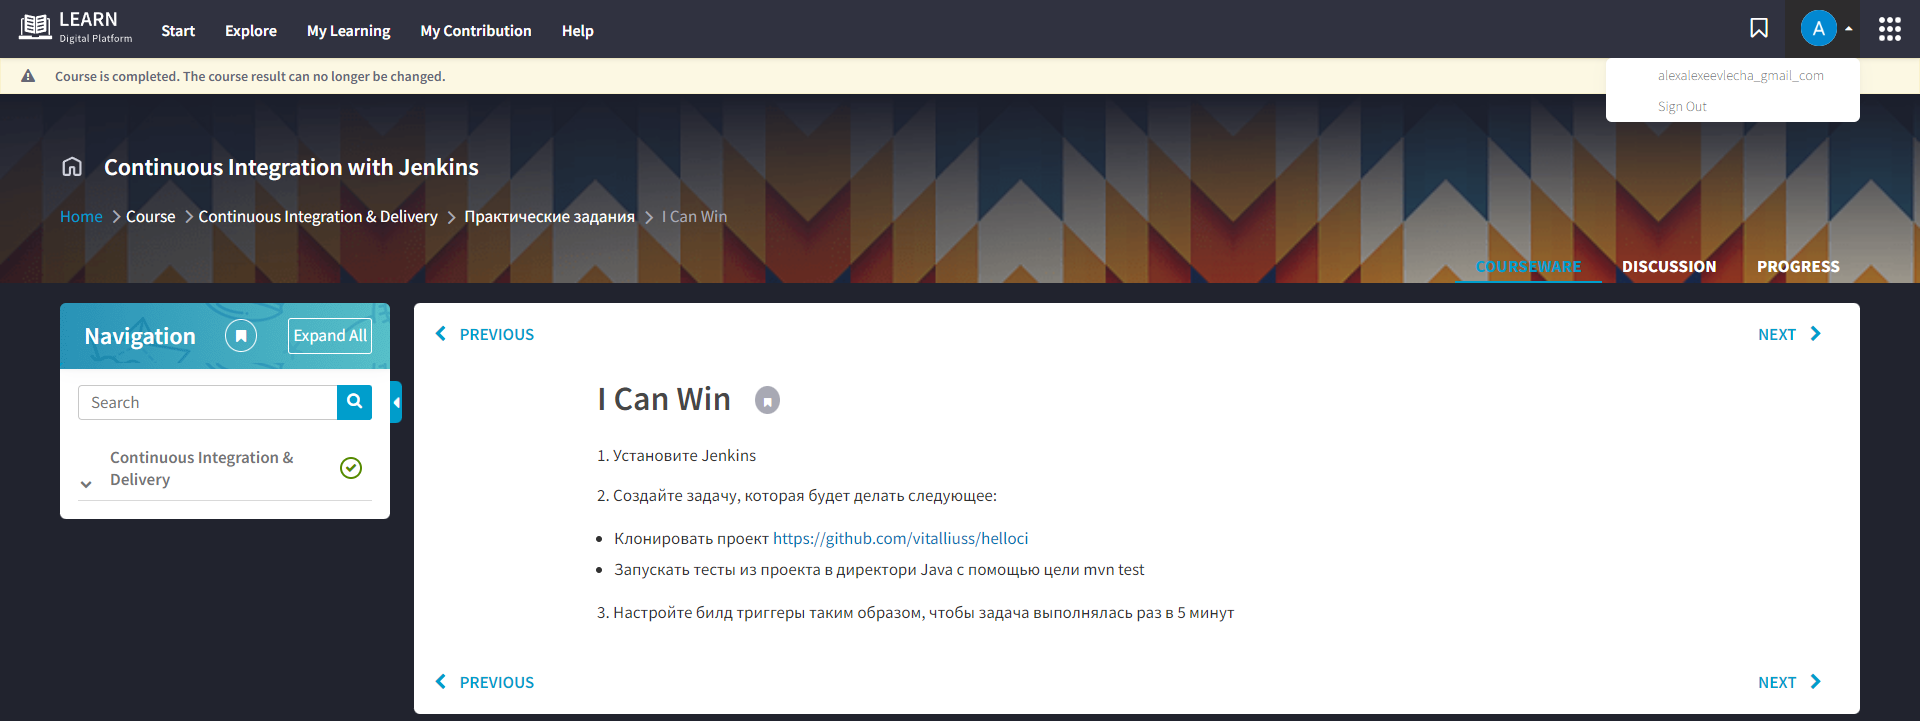 LEARN
Digital Platform
Start
Explore
My Learning
My Contribution
Help
A
Course is completed. The course result can no longer be changed.
alexalexeevlecha_gmail_com
Sign Out
Continuous Integration with Jenkins
Home > Course > Continuous Integration & Delivery > Практические задания > I Can Win
COURSEWARE
DISCUSSION
PROGRESS
Navigation
Expand All
Search
Continuous Integration &
Delivery
PREVIOUS
NEXT
I Can Win
1. Установите Jenkins
2. Создайте задачу, которая будет делать следующее:
• Клонировать проект https://github.com/vitalliuss/helloci
• Запускать тесты из проекта в директори Java с помощью цели mvn test
3. Настройте билд триггеры таким образом, чтобы задача выполнялась раз в 5 минут
PREVIOUS
NEXT